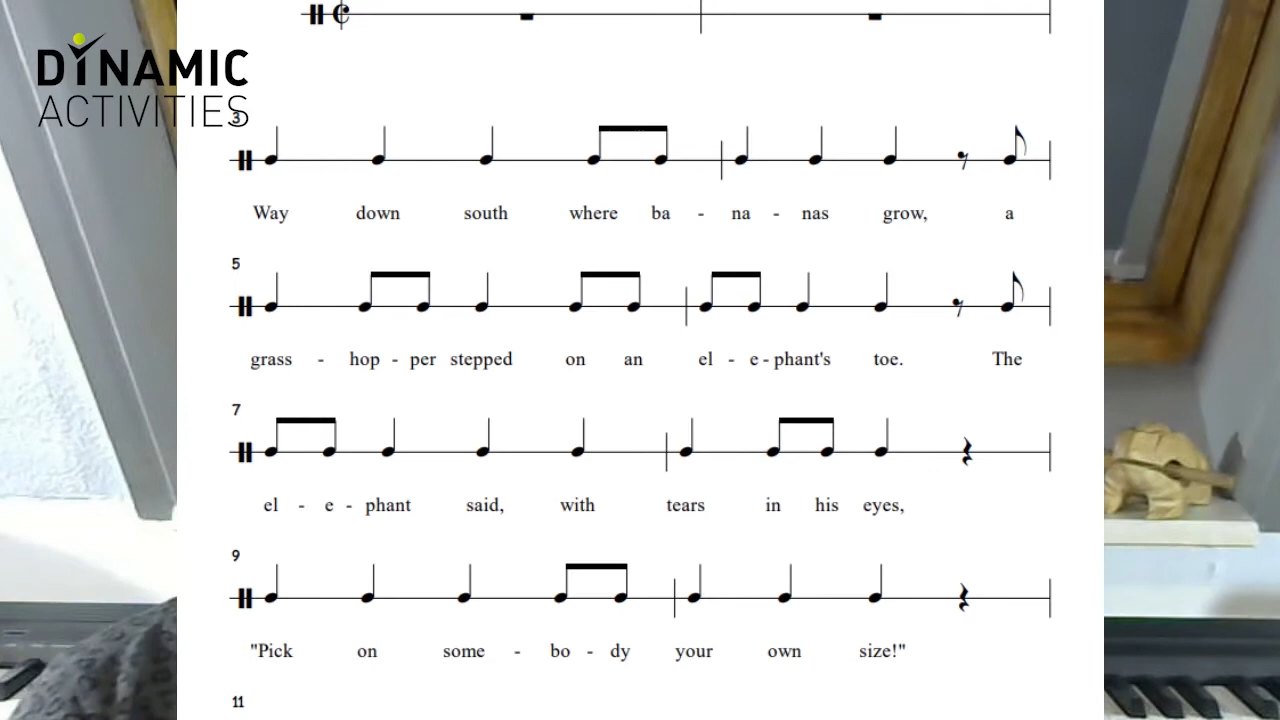 DYNAMIC
ACTIVITIES
3
Way down south where ba - na - nas grow, a
5
grass - hop - per stepped on an el - e - phant's toe. The
7
el - e - phant said, with tears in his eyes,
9
"Pick on some - bo - dy your own size!"
11